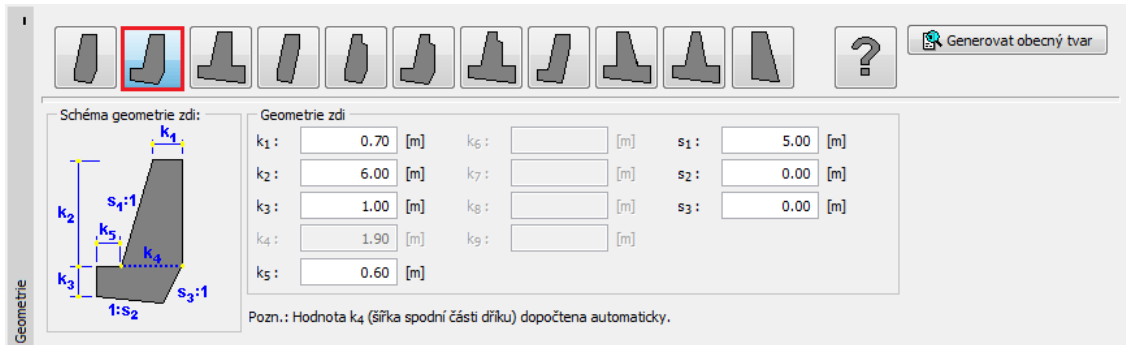 Generovat obecný tvar
Schéma geometrie zdi:
k1
s1:1
k2
k5
k4
k3
s3:1
1:s2
Geometrie zdi
k1 : 0.70 [m] k6 : [m] s1 : 5.00 [m]
k2 : 6.00 [m] k7 : [m] s2 : 0.00 [m]
k3 : 1.00 [m] k8 : [m] s3 : 0.00 [m]
k4 : 1.90 [m] k9 : [m]
k5 : 0.60 [m]
Pozn.: Hodnota k4 (šířka spodní části dříku) dopočtena automaticky.
Geometrie